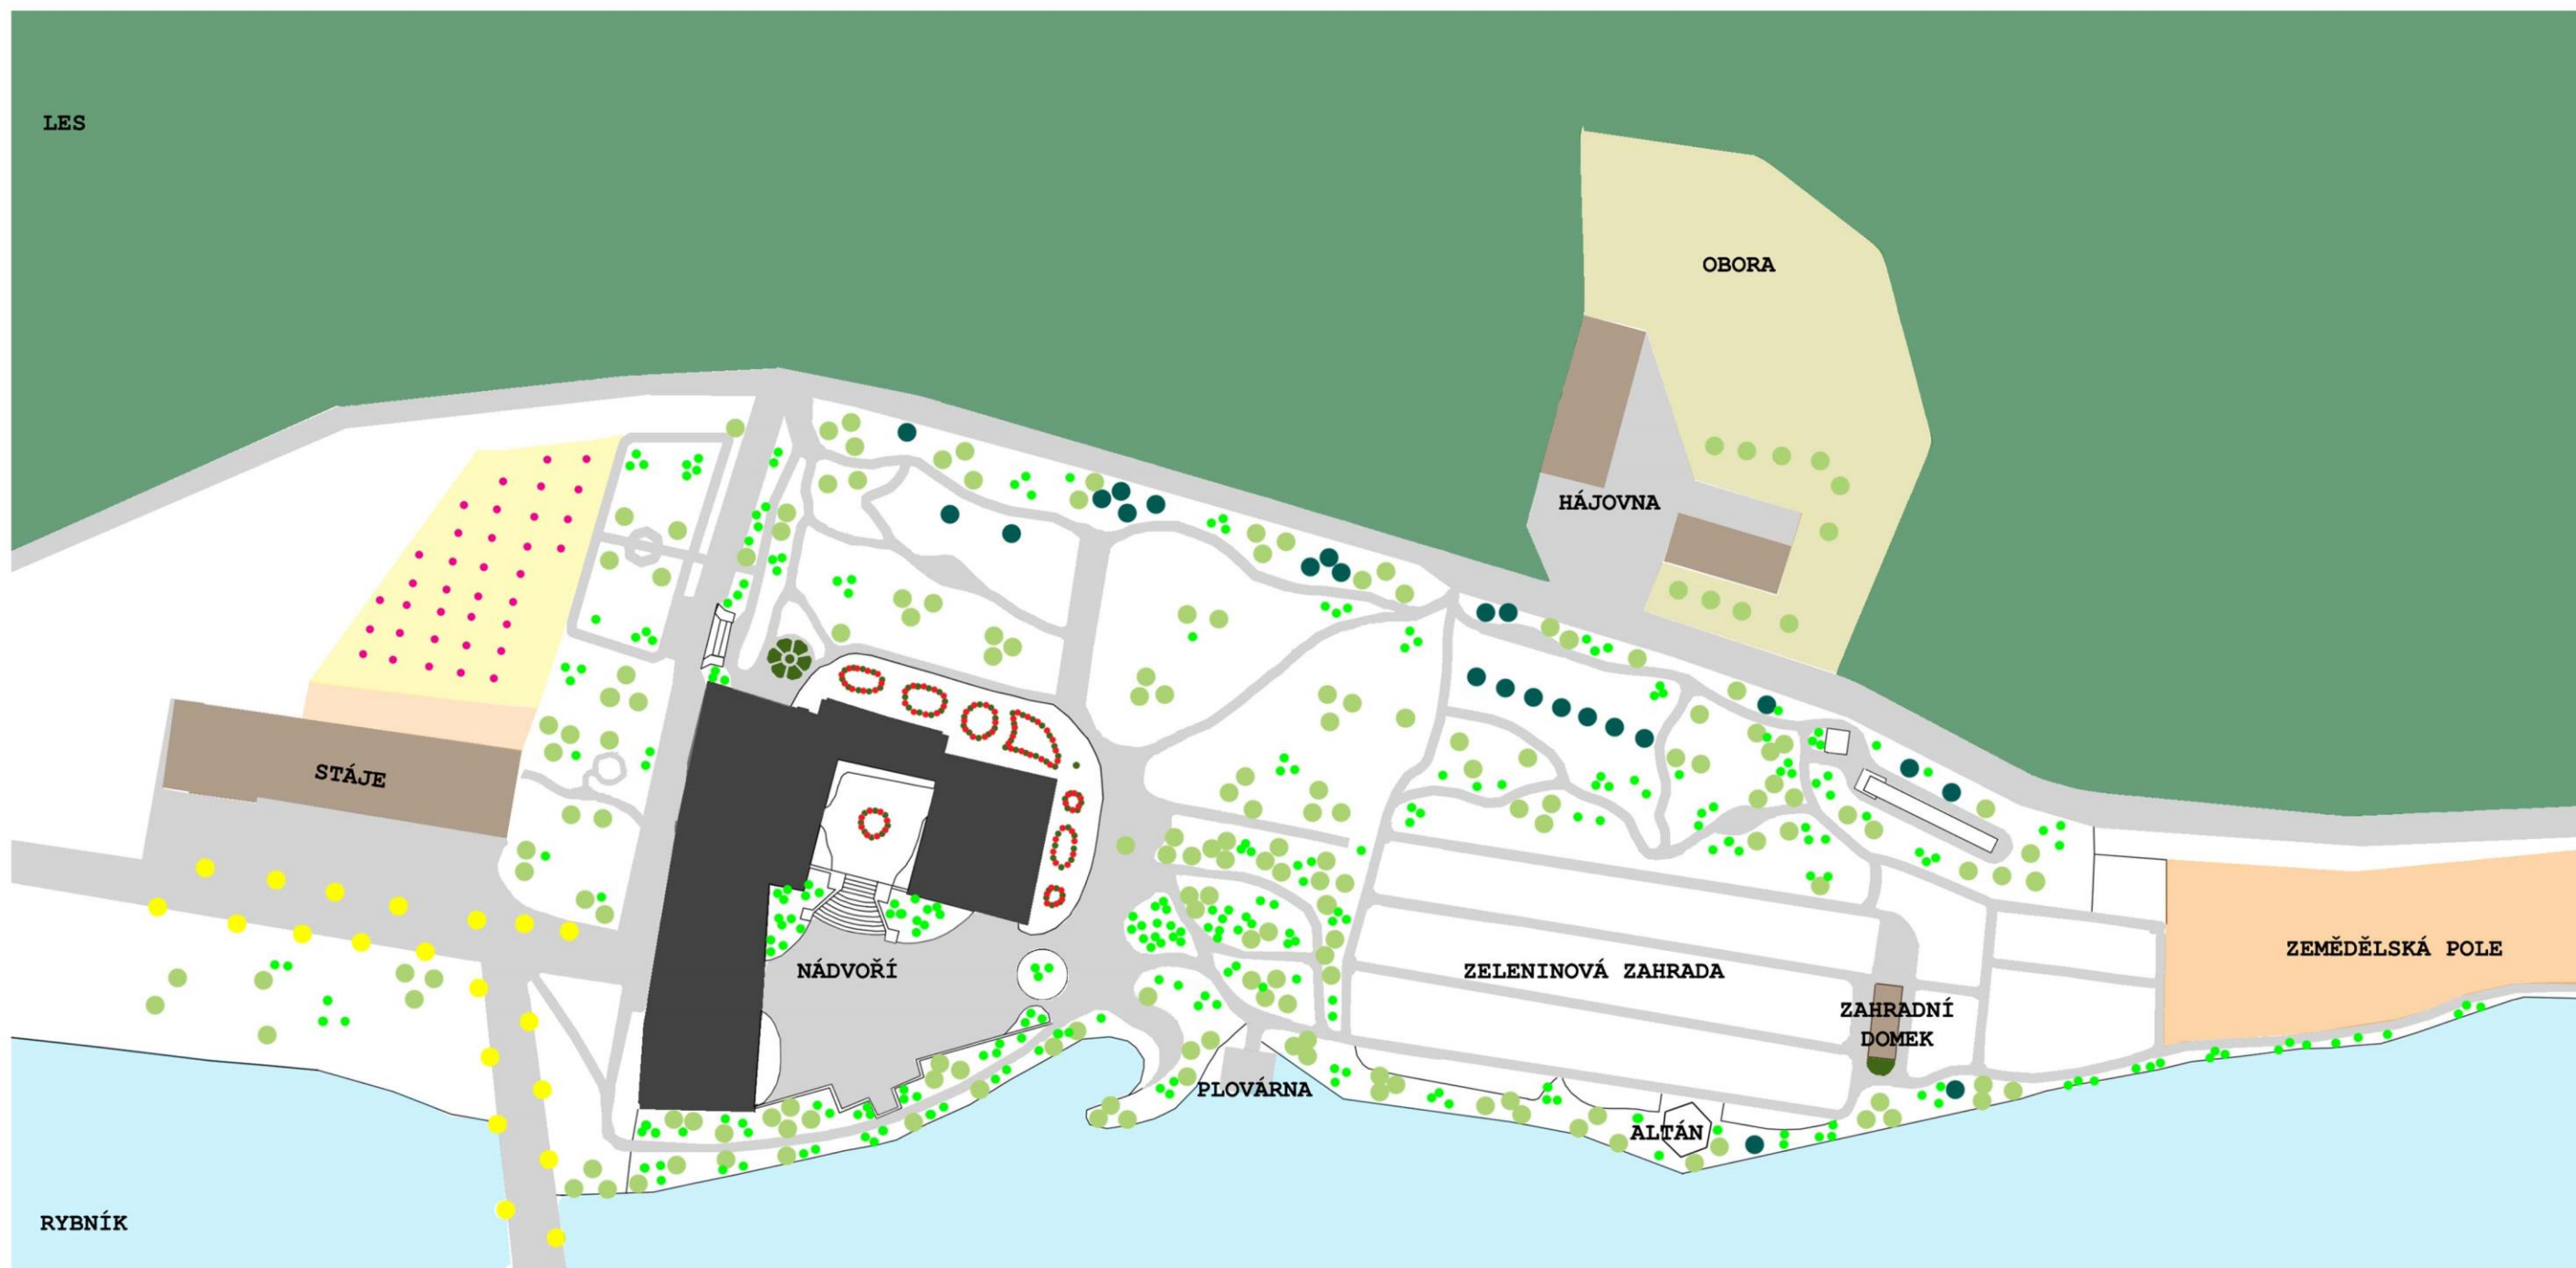 LES
OBORA
HÁJOVNA
STÁJE
NÁDVOŘÍ
ZELENINOVÁ ZAHRADA
ZEMĚDĚLSKÁ POLE
ZAHRADNÍ
DOMEK
PLOVÁRNA
ALTÁN
RYBNÍK